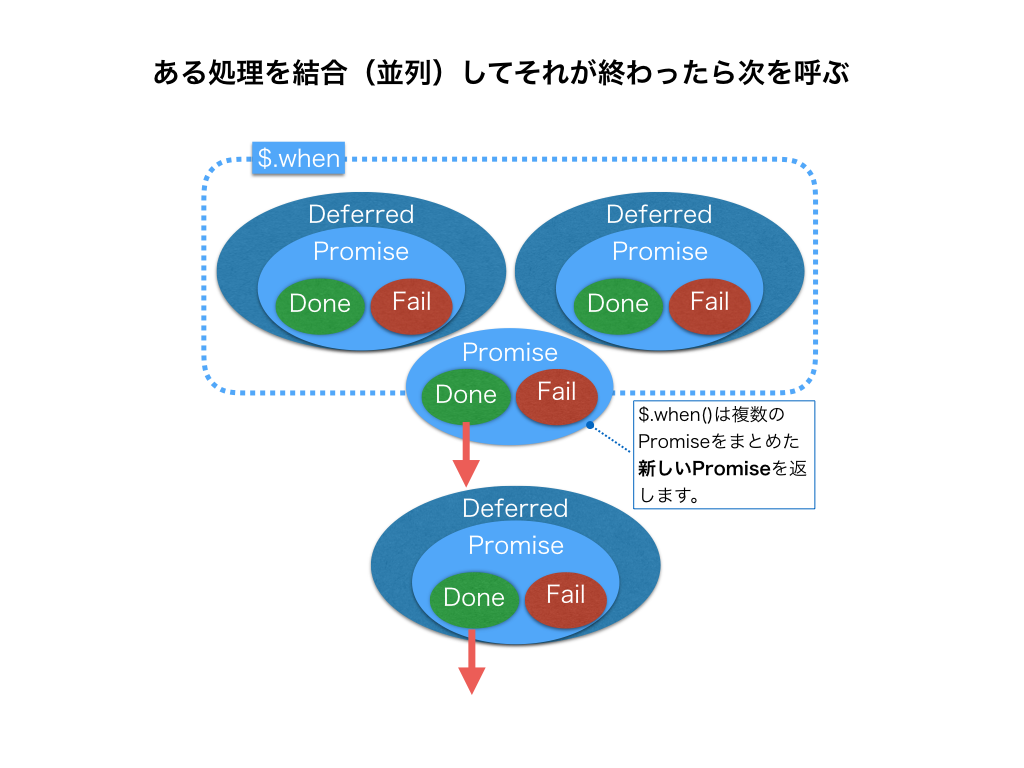 ある処理を結合（並列）してそれが終わったら次を呼ぶ
$.when
Deferred
Promise
Done
Fail
Deferred
Promise
Done
Fail
Promise
Done
Fail
$.when()は複数の
Promiseをまとめた
新しいPromiseを返
します。
Deferred
Promise
Done
Fail